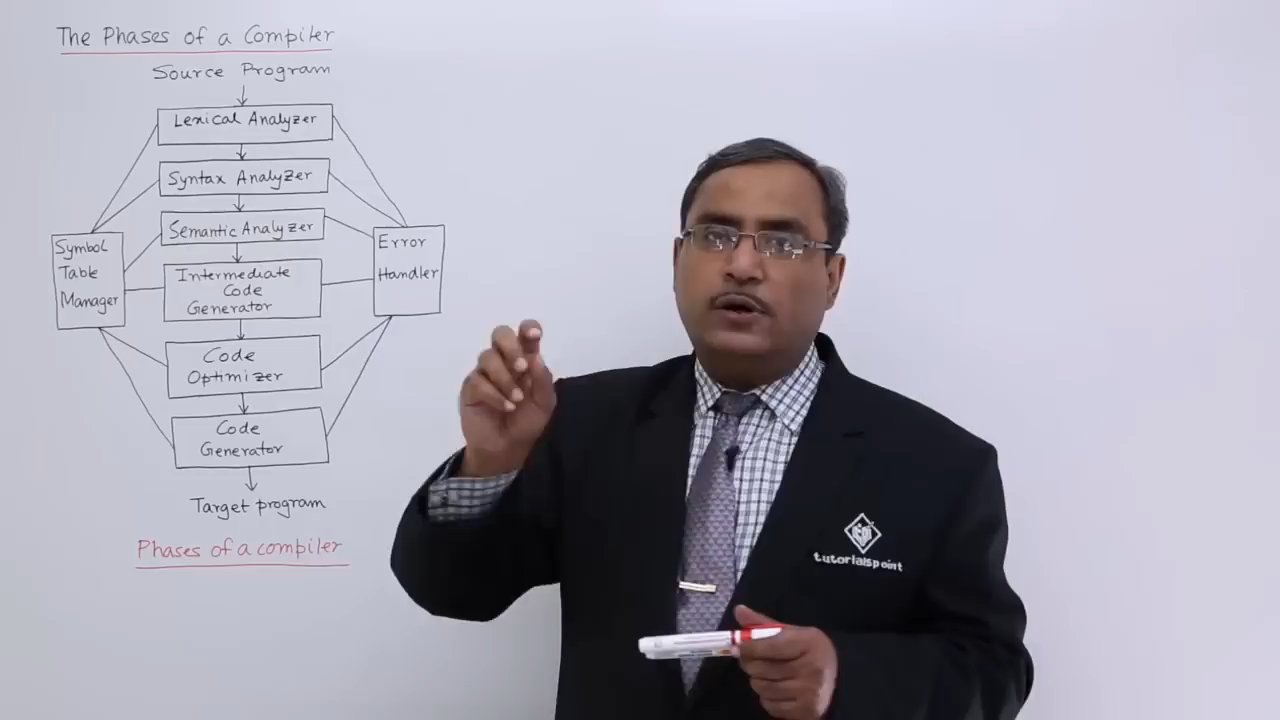 The Phases of a Compiler
Source Program
Lexical Analyzer
Syntax Analyzer
Semantic Analyzer
Symbol
Table
Manager
Error
Handler
Intermediate
Code
Generator
Code
Optimizer
Code
Generator
Target program
Phases of a compiler
tutorialspoint